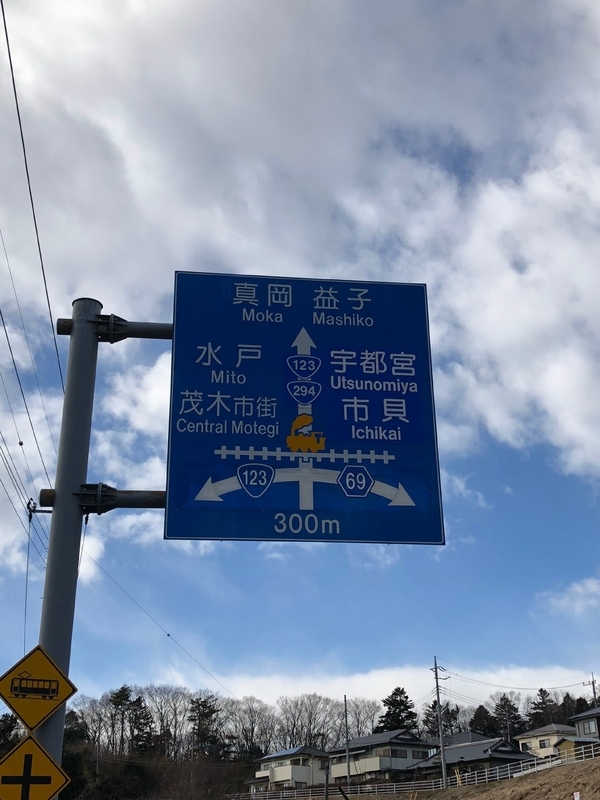 真岡 益子
Moka Mashiko
水戸
Mito
123
294
宇都宮
Utsunomiya
茂木市街
Central Motegi
市貝
Ichikai
123
69
300m